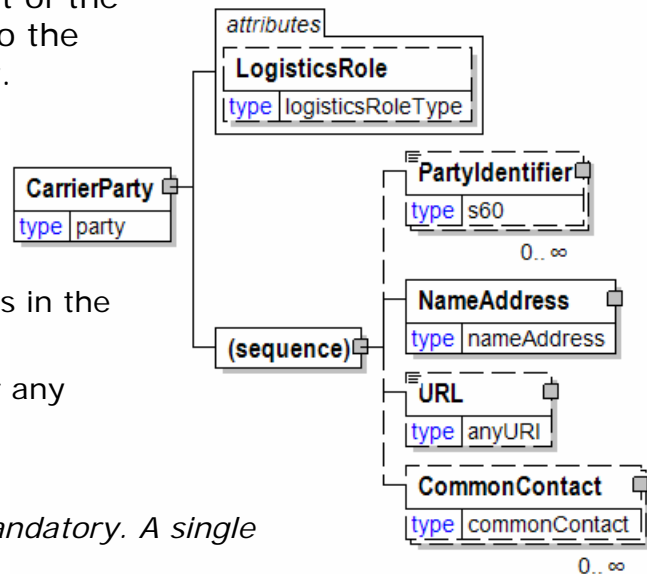 t of the
o the
.
attributes
LogisticsRole
type logisticsRoleType
CarrierParty
type party
PartyIdentifier
type s60
0.. ∞
s in the
NameAddress
type nameAddress
(sequence)
any
URL
type anyURI
andatory. A single
CommonContact
type commonContact
0.. ∞